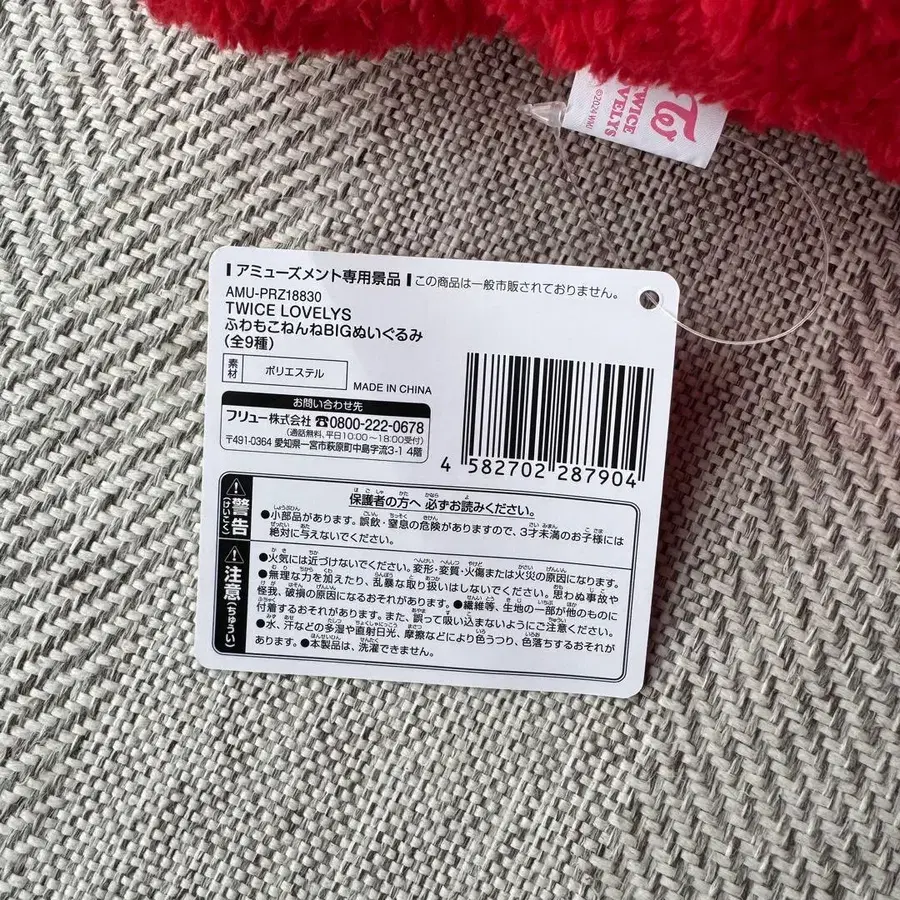 TWICE
LOVELYS
©2024
アミューズメント専用景品 この商品は一般市販されておりません。
AMU-PRZ18830
TWICE LOVELYS
ふわもこねんねBIGぬいぐるみ
(全9種)
素材 ポリエステル
MADE IN CHINA
お問い合わせ先
フリュー株式会社 ☎0800-222-0678
(通話無料、平日10:00～18:00受付)
〒491-0364 愛知県一宮市萩原町中島字流3-1 4階
4 582702 287904
警告(けいこく)
保護者の方へ 必ずお読みください。
●小部品があります。誤飲・窒息の危険がありますので、3才未満のお子様には
絶対に与えないでください。
注意(ちゅうい)
●火気には近づけないでください。変形・変質・火傷または火災の原因になります。
●無理な力を加えたり、乱暴な取り扱いはしないでください。思わぬ事故や
怪我、破損の原因になるおそれがあります。●繊維等、生地の一部が他のものに
付着するおそれがあります。また、誤って吸い込まないようにご注意ください。
●水、汗などの多湿や直射日光、摩擦などにより色うつり、色落ちするおそれが
あります。●本製品は、洗濯できません。